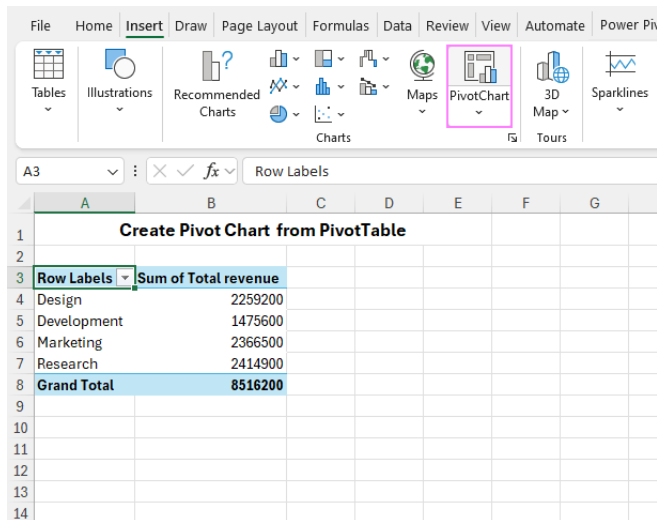 File Home Insert Draw Page Layout Formulas Data Review View Automate Power
Tables Illustrations Recommended Charts Maps PivotChart 3D Map Sparklines
Charts Tours
A3 fx Row Labels
A B C D E F G
1 Create Pivot Chart from PivotTable
2
3 Row Labels Sum of Total revenue
4 Design 2259200
5 Development 1475600
6 Marketing 2366500
7 Research 2414900
8 Grand Total 8516200
9
10
11
12
13
14